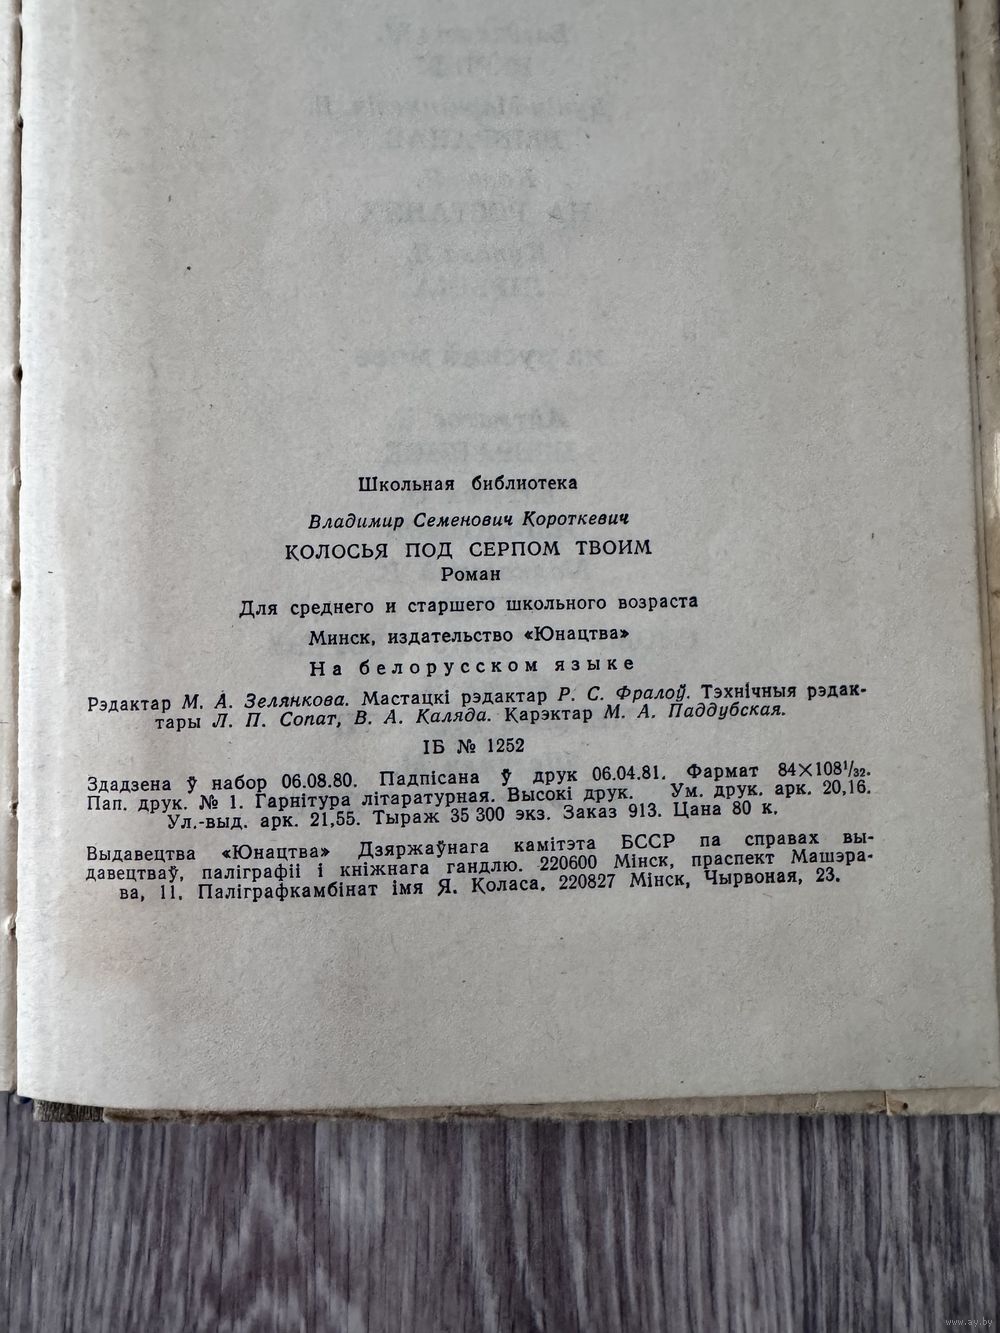 Школьная библиотека
Владимир Семенович Короткевич
КОЛОСЬЯ ПОД СЕРПОМ ТВОИМ
Роман
Для среднего и старшего школьного возраста
Минск, издательство «Юнацтва»
На белорусском языке
Рэдактар М. А. Зелянкова. Мастацкі рэдактар Р. С. Фралоў. Тэхнічныя рэдак-
тары Л. П. Сопат, В. А. Каляда. Карэктар М. А. Паддубская.
ІБ № 1252
Здадзена ў набор 06.08.80. Падпісана ў друк 06.04.81. Фармат 84×108¹/₃₂.
Пап. друк. № 1. Гарнітура літаратурная. Высокі друк. Ум. друк. арк. 20,16.
Ул.-выд. арк. 21,55. Тыраж 35 300 экз. Заказ 913. Цана 80 к.
Выдавецтва «Юнацтва» Дзяржаўнага камітэта БССР па справах вы-
давецтваў, паліграфіі і кніжнага гандлю. 220600 Мінск, праспект Машэра-
ва, 11. Паліграфкамбінат імя Я. Коласа. 220827 Мінск, Чырвоная, 23.
www.ay.by